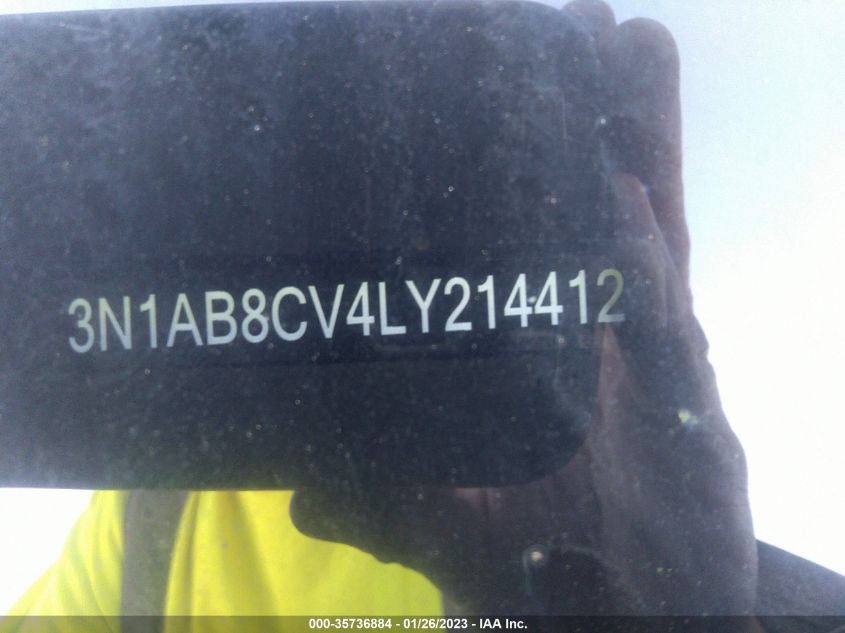 3N1AB8CV4LY214412
000-35736884 - 01/26/2023 - IAA Inc.